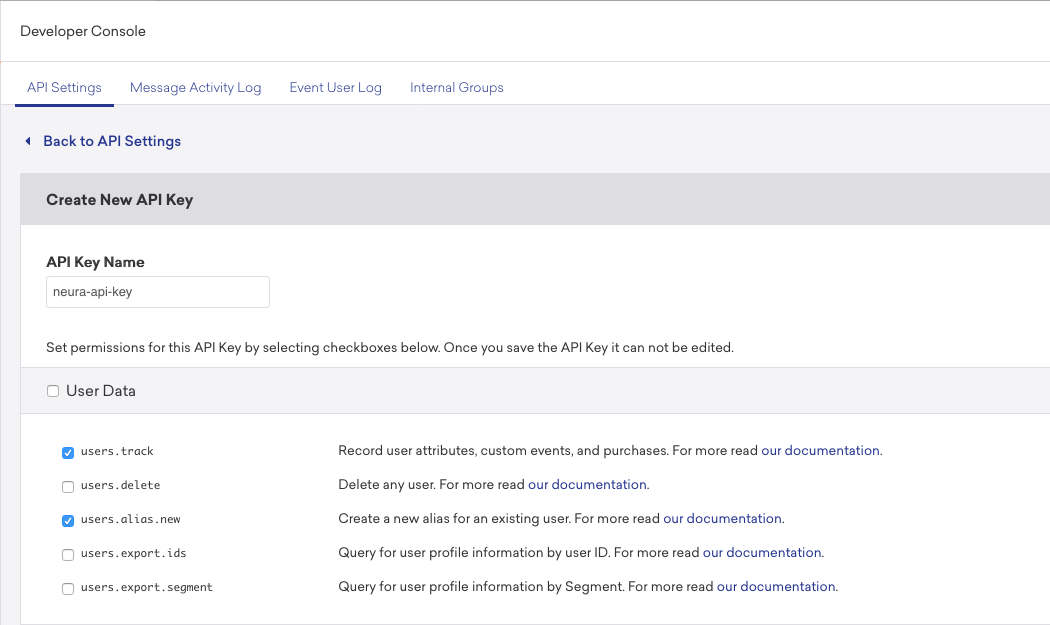 Developer Console
API Settings Message Activity Log Event User Log Internal Groups
Back to API Settings
Create New API Key
API Key Name
neura-api-key
Set permissions for this API Key by selecting checkboxes below. Once you save the API Key it can not be edited.
User Data
users.track Record user attributes, custom events, and purchases. For more read our documentation.
users.delete Delete any user. For more read our documentation.
users.alias.new Create a new alias for an existing user. For more read our documentation.
users.export.ids Query for user profile information by user ID. For more read our documentation.
users.export.segment Query for user profile information by Segment. For more read our documentation.